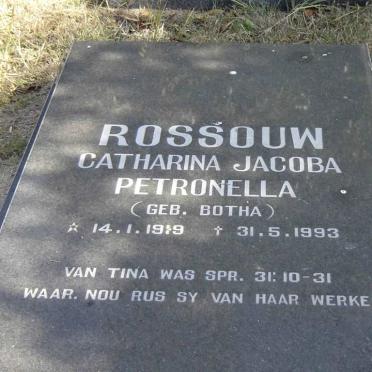 ROSSOUW
CATHARINA JACOBA
PETRONELLA
(GEB. BOTHA)
☆ 14.1.1919 † 31.5.1993
VAN TINA WAS SPR. 31:10-31
WAAR. NOU RUS SY VAN HAAR WERKE